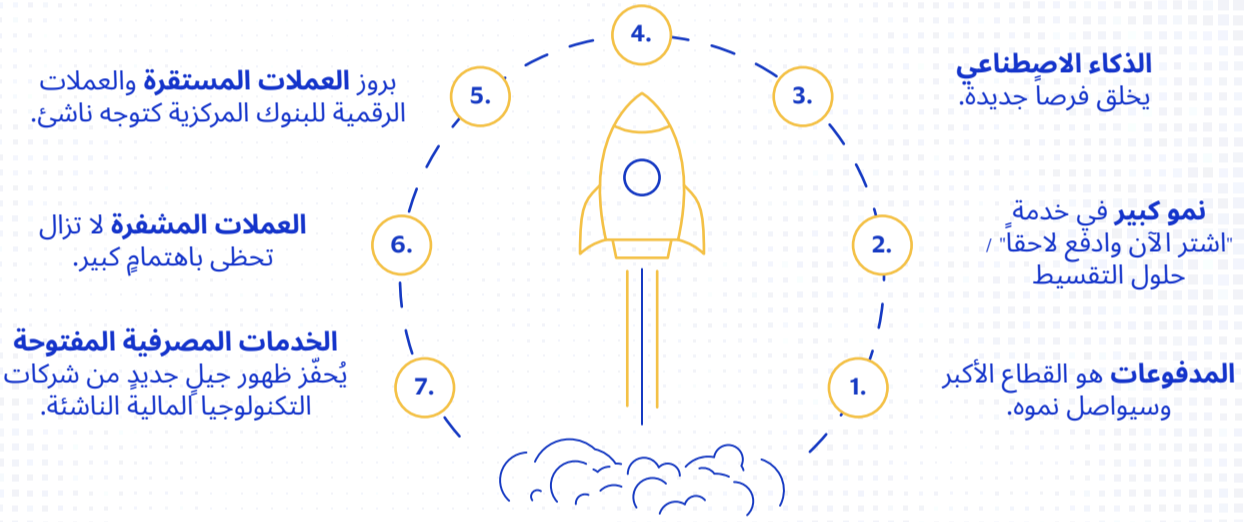 4.
3.
الذكاء الاصطناعي
يخلق فرصاً جديدة.
2.
نمو كبير في خدمة
"اشتر الآن وادفع لاحقاً" /
حلول التقسيط
1.
المدفوعات هو القطاع الأكبر
وسيواصل نموه.
5.
بروز العملات المستقرة والعملات
الرقمية للبنوك المركزية كتوجه ناشئ.
6.
العملات المشفرة لا تزال
تحظى باهتمامٍ كبير.
7.
الخدمات المصرفية المفتوحة
يُحفّز ظهور جيلٍ جديدٍ من شركات
التكنولوجيا المالية الناشئة.